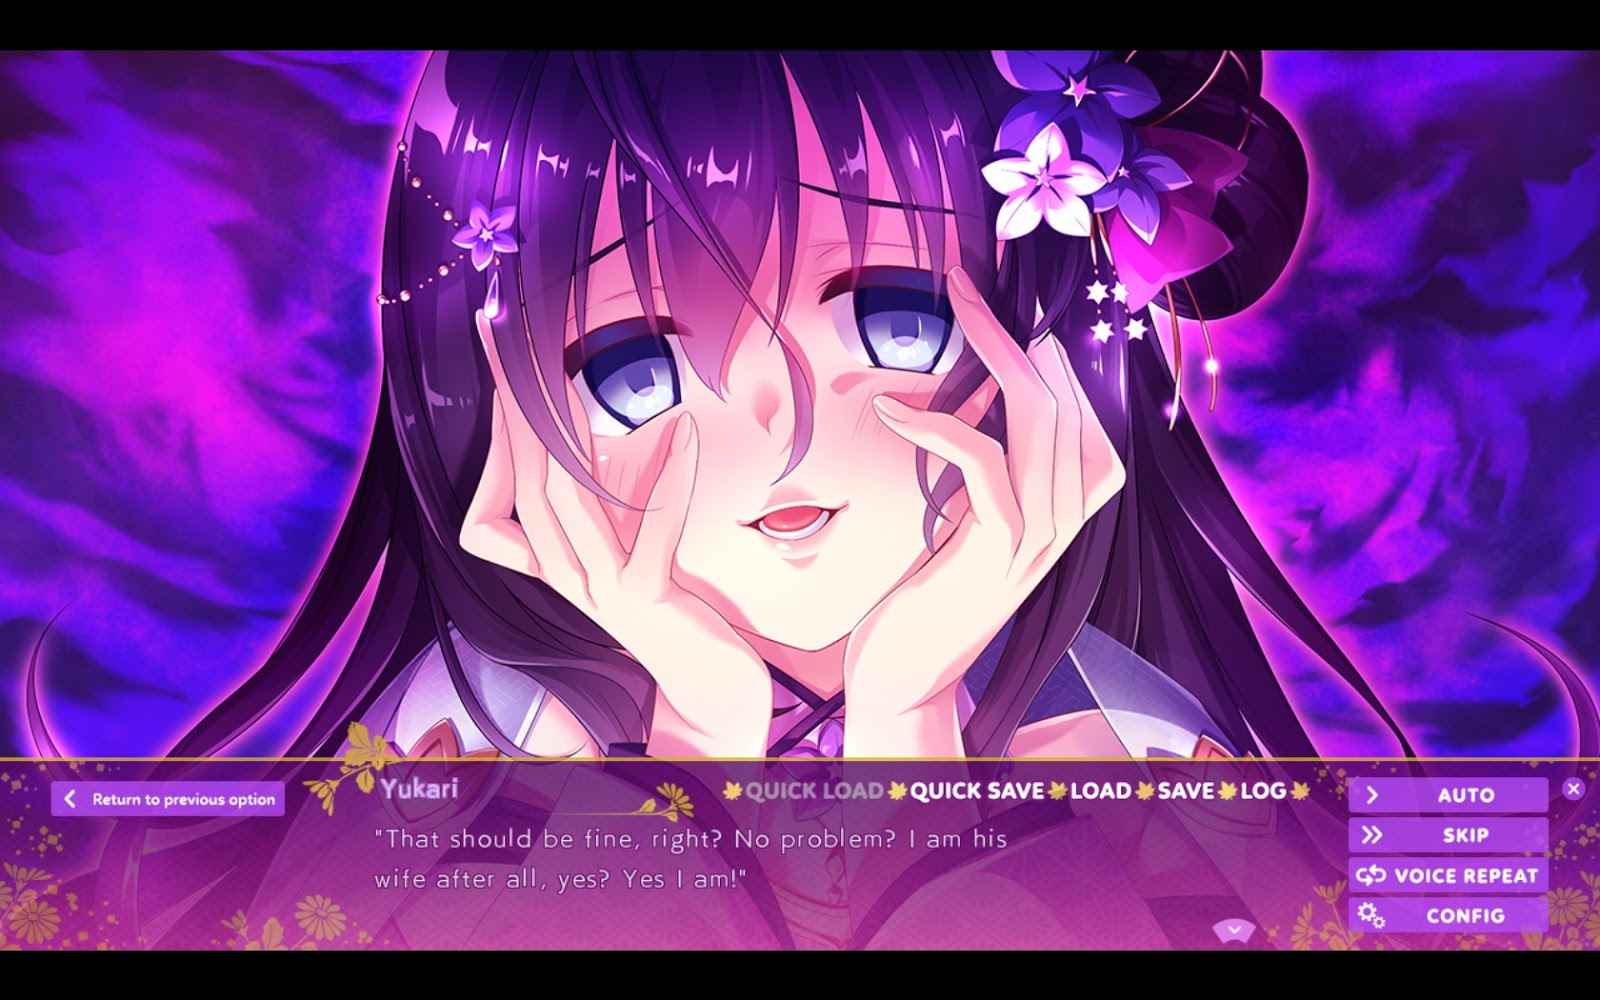 Return to previous option
Yukari
QUICK LOAD QUICK SAVE LOAD SAVE LOG
"That should be fine, right? No problem? I am his
wife after all, yes? Yes I am!"
AUTO
SKIP
VOICE REPEAT
CONFIG